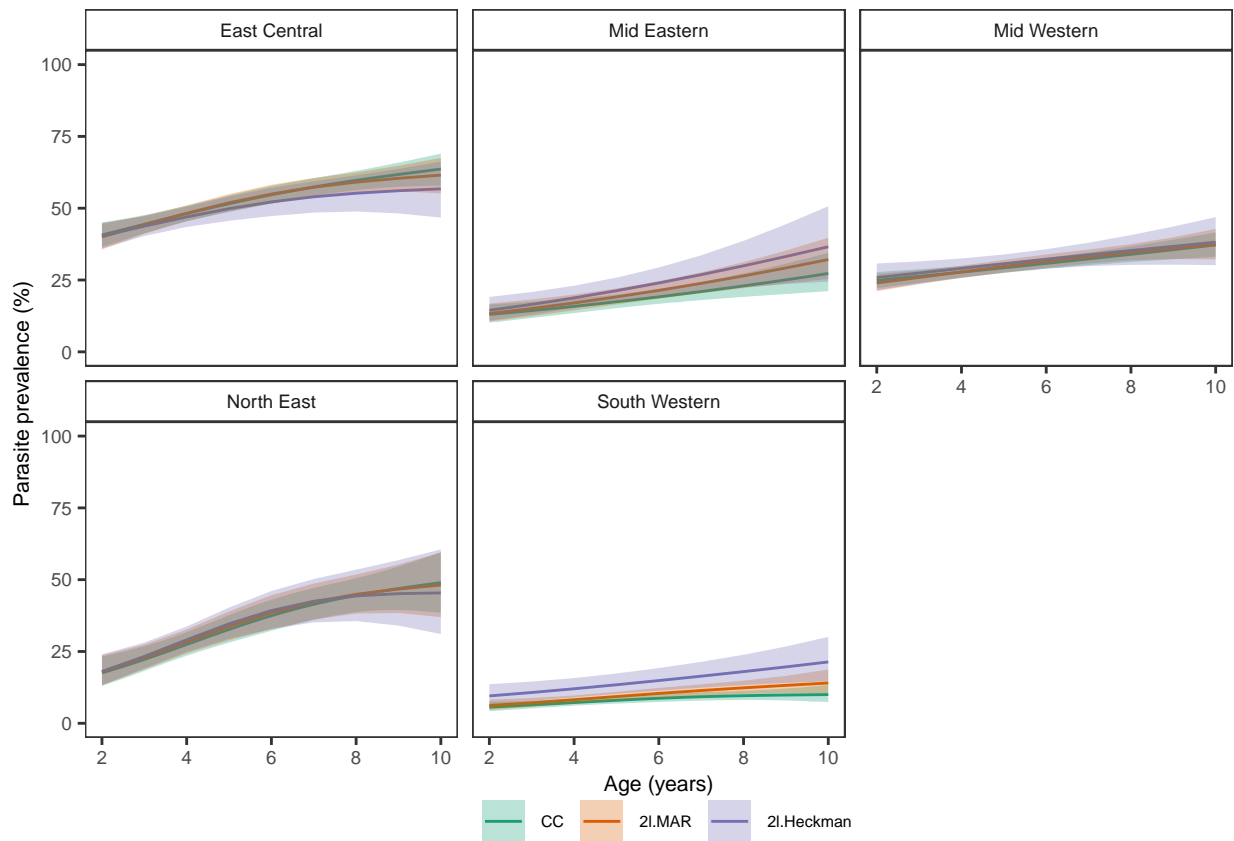 East Central
Mid Eastern
Mid Western
100
75
50
25
0
2 4 6 8 10
North East
South Western
100
75
50
25
0
2 4 6 8 10
2 4 6 8 10
Parasite prevalence (%)
Age (years)
CC
2l.MAR
2l.Heckman